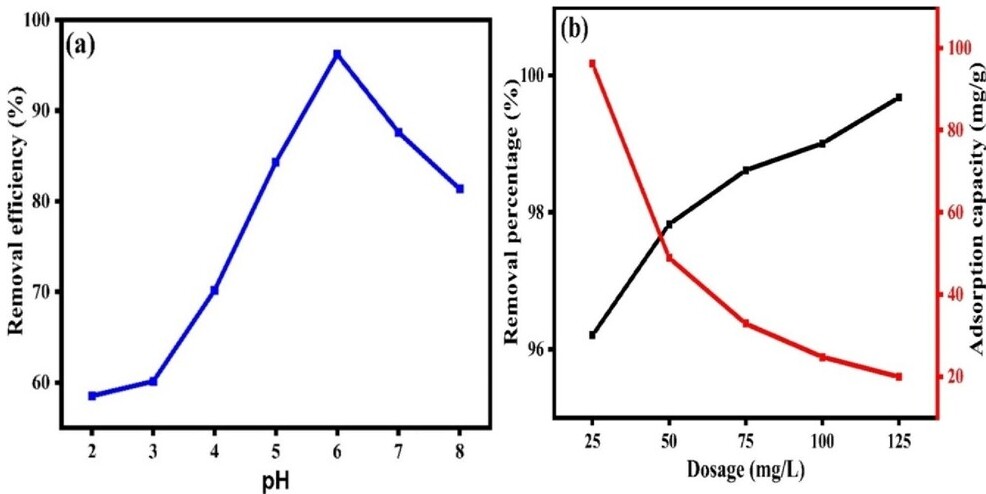 (a)
Removal efficiency (%)
100
90
80
70
60
2 3 4 5 6 7 8
pH
(b)
Removal percentage (%)
100
98
96
25 50 75 100 125
Dosage (mg/L)
100
80
60
40
20
Adsorption capacity (mg/g)